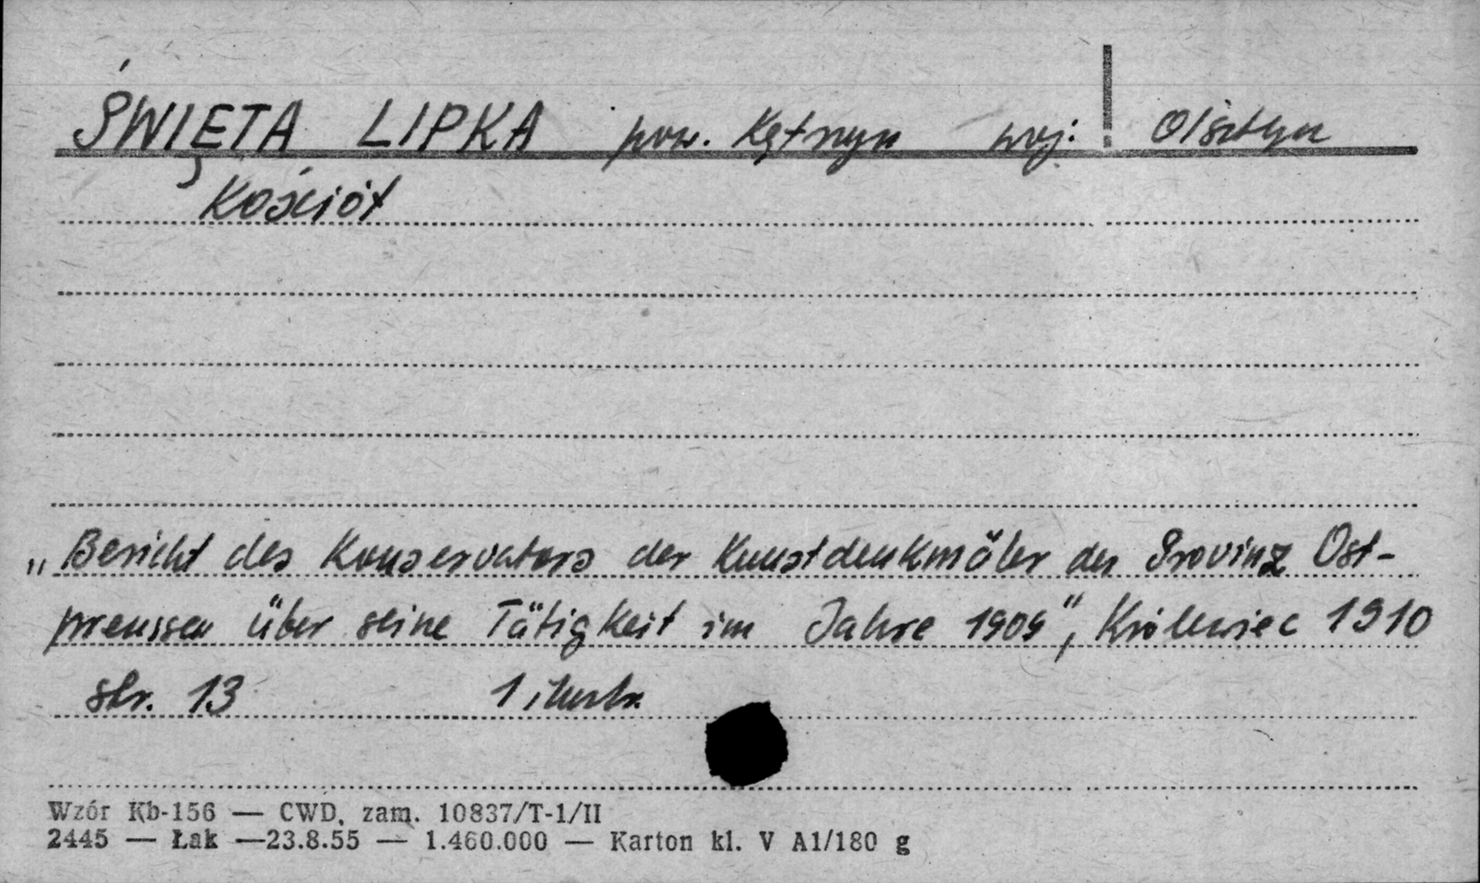 ŚWIĘTA LIPKA pow. Kętrzyn woj. Olsztyn
Kościół
„Bericht des Konservators der Kunstdenkmäler der Provinz Ost-
preussen über seine Tätigkeit im Jahre 1909", Królewiec 1910
str. 13 1 ilustr.
Wzór Kb-156 — CWD, zam. 10837/T-1/II
2445 — Łak —23.8.55 — 1.460.000 — Karton kl. V A1/180 g